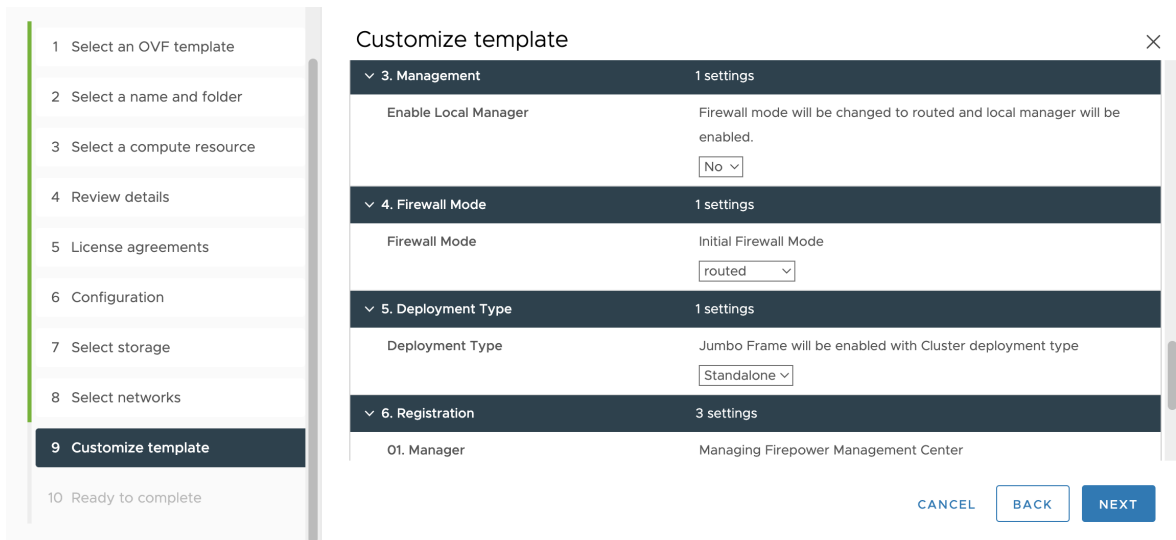 1 Select an OVF template
2 Select a name and folder
3 Select a compute resource
4 Review details
5 License agreements
6 Configuration
7 Select storage
8 Select networks
9 Customize template
10 Ready to complete
Customize template
3. Management 1 settings
Enable Local Manager Firewall mode will be changed to routed and local manager will be
enabled.
No
4. Firewall Mode 1 settings
Firewall Mode Initial Firewall Mode
routed
5. Deployment Type 1 settings
Deployment Type Jumbo Frame will be enabled with Cluster deployment type
Standalone
6. Registration 3 settings
01. Manager Managing Firepower Management Center
CANCEL BACK NEXT